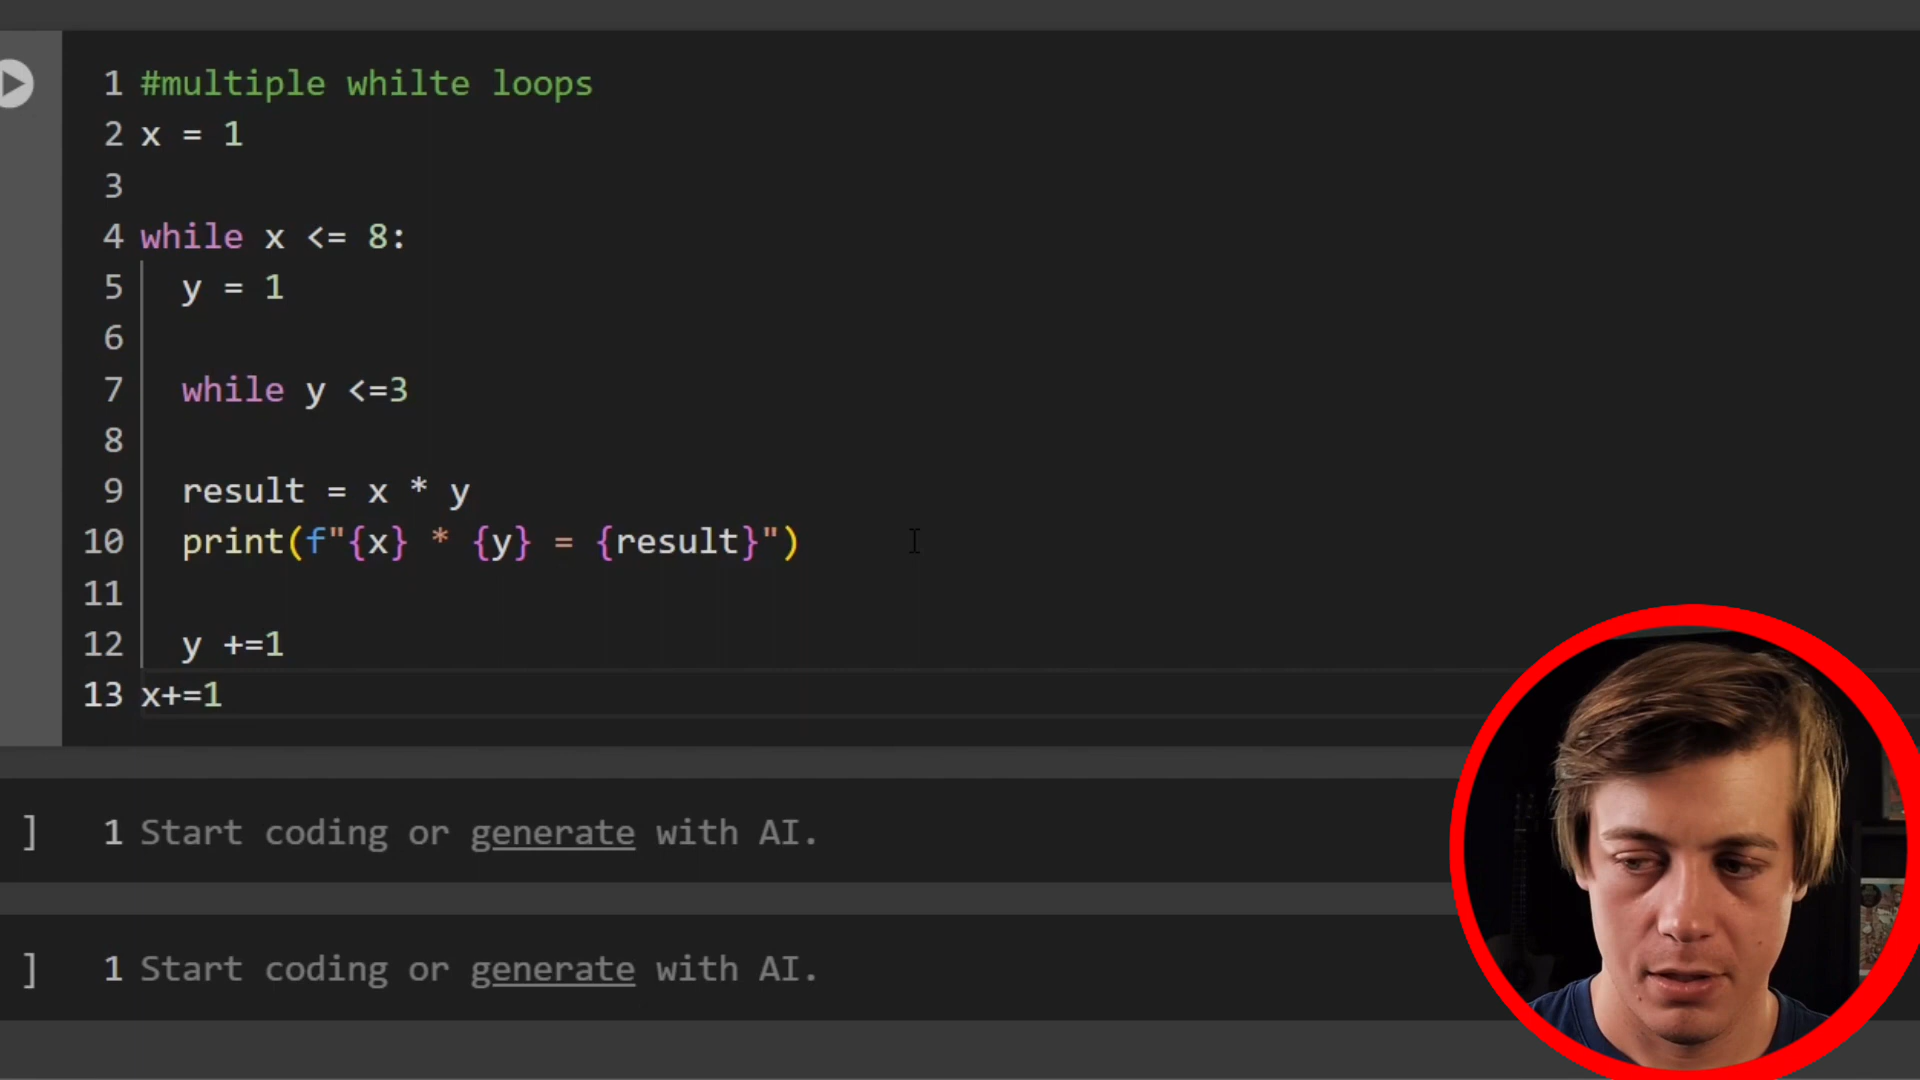 1 #multiple whilte loops
2 x = 1
3
4 while x <= 8:
5   y = 1
6
7   while y <=3
8
9   result = x * y
10   print(f"{x} * {y} = {result}")
11
12   y +=1
13 x+=1
] 1 Start coding or generate with AI.
] 1 Start coding or generate with AI.